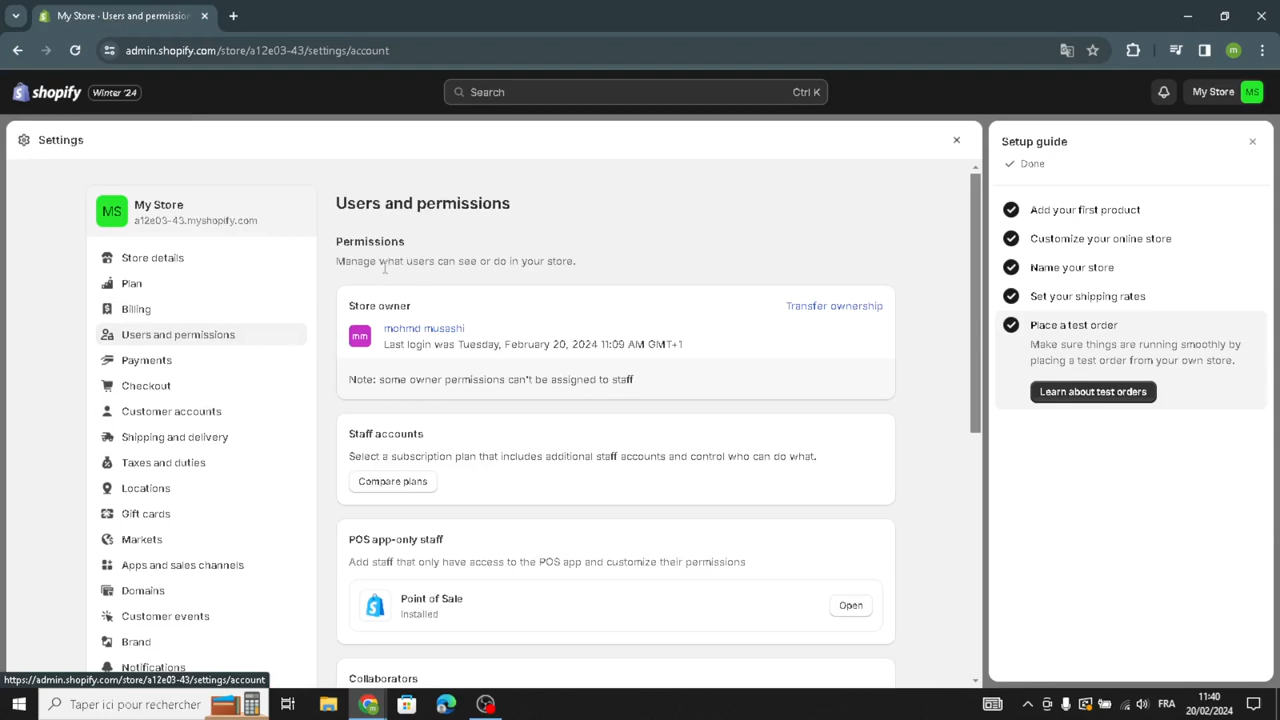 My Store · Users and permission
admin.shopify.com/store/a12e03-43/settings/account
m
shopify
Winter '24
Search
Ctrl K
My Store
MS
Settings
Setup guide
Done
Add your first product
Customize your online store
Name your store
Set your shipping rates
Place a test order
Make sure things are running smoothly by
placing a test order from your own store.
Learn about test orders
MS
My Store
a12e03-43.myshopify.com
Store details
Plan
Billing
Users and permissions
Payments
Checkout
Customer accounts
Shipping and delivery
Taxes and duties
Locations
Gift cards
Markets
Apps and sales channels
Domains
Customer events
Brand
Notifications
Users and permissions
Permissions
Manage what users can see or do in your store.
Store owner
Transfer ownership
mm
mohmd musashi
Last login was Tuesday, February 20, 2024 11:09 AM GMT+1
Note: some owner permissions can't be assigned to staff
Staff accounts
Select a subscription plan that includes additional staff accounts and control who can do what.
Compare plans
POS app-only staff
Add staff that only have access to the POS app and customize their permissions
Point of Sale
Installed
Open
Collaborators
https://admin.shopify.com/store/a12e03-43/settings/account
Taper ici pour rechercher
FRA
11:40
20/02/2024